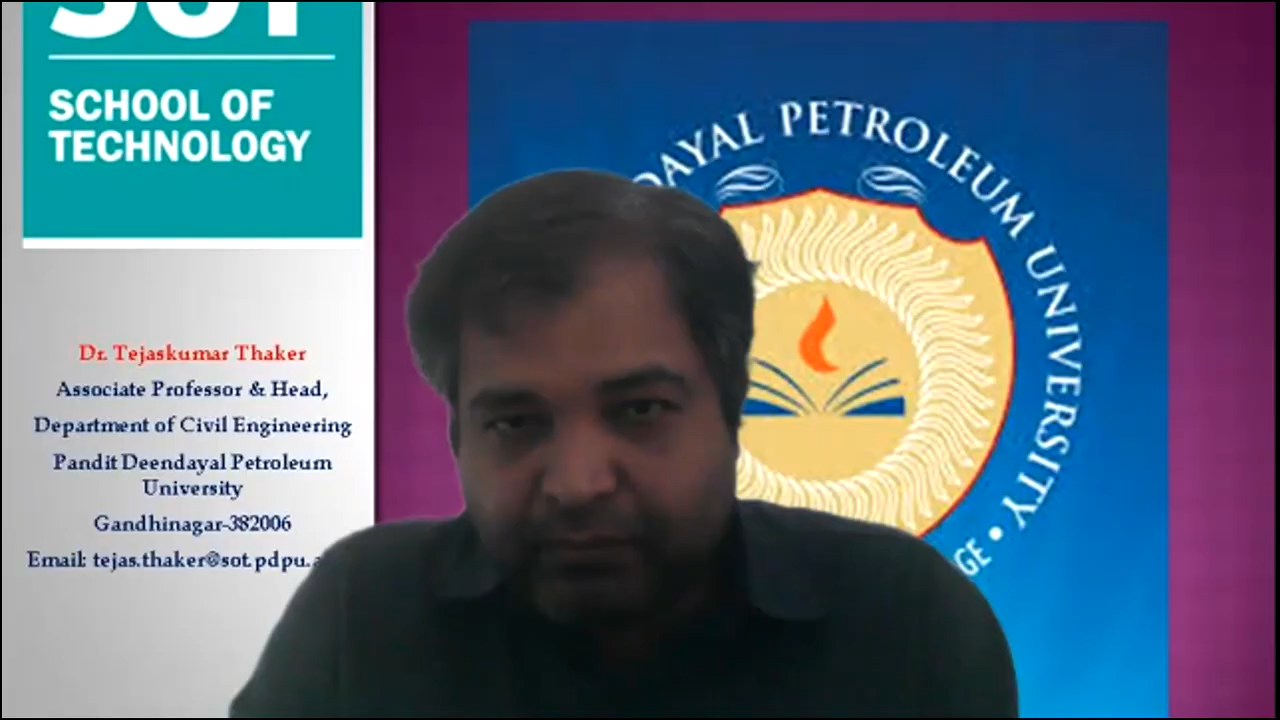 SOT
SCHOOL OF
TECHNOLOGY
Dr. Tejaskumar Thaker
Associate Professor & Head,
Department of Civil Engineering
Pandit Deendayal Petroleum
University
Gandhinagar-382006
Email: tejas.thaker@sot.pdpu.
PETROLEUM UNIVERSITY •